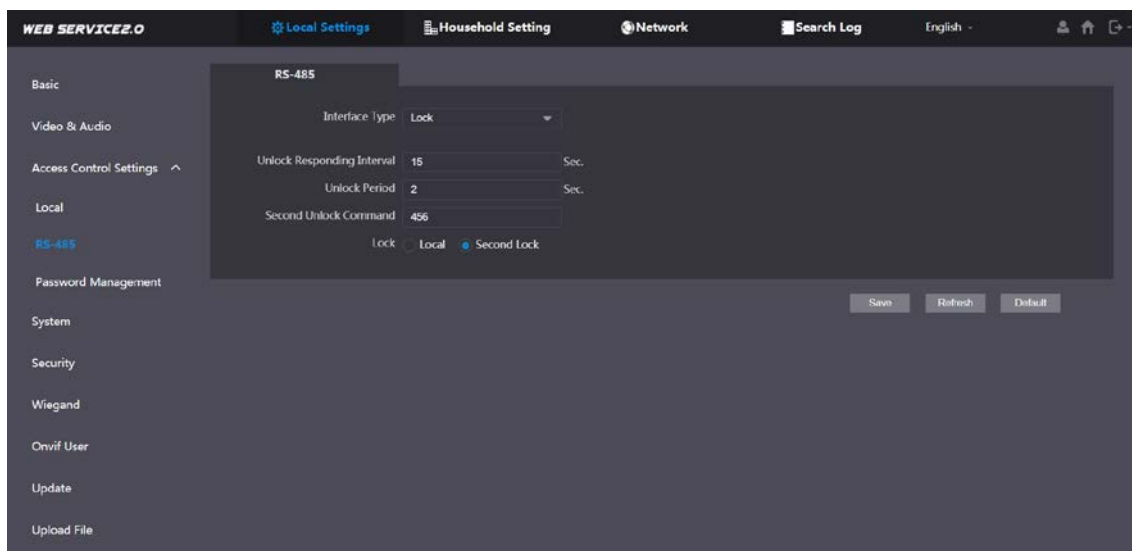 WEB SERVICE2.0 Local Settings Household Setting Network Search Log English
Basic
Video & Audio
Access Control Settings
Local
RS-485
Password Management
System
Security
Wiegand
Onvif User
Update
Upload File
RS-485
Interface Type Lock
Unlock Responding Interval 15 Sec.
Unlock Period 2 Sec.
Second Unlock Command 456
Lock Local Second Lock
Save Refresh Default